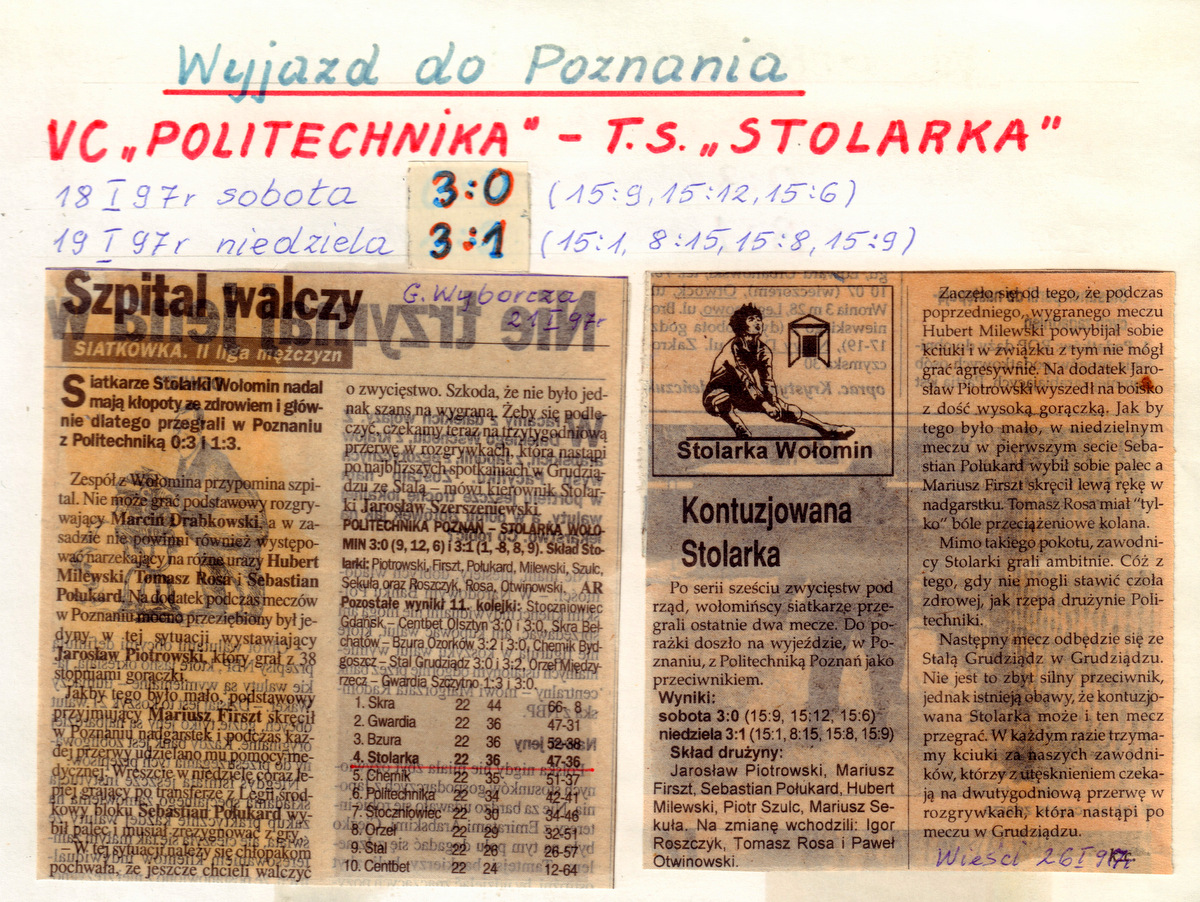 Wyjazd do Poznania
VC „POLITECHNIKA" – T.S. „STOLARKA"
18 I 97r sobota 3:0 (15:9, 15:12, 15:6)
19 I 97r niedziela 3:1 (15:1, 8:15, 15:8, 15:9)
Szpital walczy
G. Wyborcza
21 I 97r
SIATKÓWKA. II liga mężczyzn
Siatkarze Stolarki Wołomin nadal
mają kłopoty ze zdrowiem i głów-
nie dlatego przegrali w Poznaniu
z Politechniką 0:3 i 1:3.
Zespół z Wołomina przypomina szpi-
tal. Nie może grać podstawowy rozgry-
wający Marcin Drabkowski, a w za-
sadzie nie powinni również występo-
wać narzekający na różne urazy Hubert
Milewski, Tomasz Rosa i Sebastian
Połukard. Na dodatek podczas meczów
w Poznaniu mocno przeziębiony był je-
dyny w tej sytuacji wystawiający
Jarosław Piotrowski, który grał z 38
stopniami gorączki.
Jakby tego było mało, podstawowy
przyjmujący Mariusz Firszt skręcił
w Poznaniu nadgarstek i podczas każ-
dej przerwy udzielano mu pomocy me-
dycznej. Wreszcie w niedzielę coraz le-
piej grający po transferze z Legii środ-
kowy bloku Sebastian Połukard wy-
bił palec i musiał zrezygnować z gry.
W tej sytuacji należy się chłopakom
pochwała, że jeszcze chcieli walczyć
o zwycięstwo. Szkoda, że nie było jed-
nak szans na wygraną. Żeby się podle-
czyć, czekamy teraz na trzytygodniową
przerwę w rozgrywkach, która nastąpi
po najbliższych spotkaniach w Grudzią-
dzu ze Stalą – mówi kierownik Stolar-
ki Jarosław Szerszeniewski.
POLITECHNIKA POZNAŃ – STOLARKA WOŁO-
MIN 3:0 (9, 12, 6) i 3:1 (1, -8, 8, 9). Skład Sto-
larki: Piotrowski, Firszt, Połukard, Milewski, Szulc,
Sekuła oraz Roszczyk, Rosa, Otwinowski. AR
Pozostałe wyniki 11. kolejki: Stoczniowiec
Gdańsk – Centbet Olsztyn 3:0 i 3:0, Skra Beł-
chatów – Bzura Ozorków 3:2 i 3:0, Chemik Byd-
goszcz – Stal Grudziądz 3:0 i 3:2, Orzeł Między-
rzecz – Gwardia Szczytno 1:3 i 3:0.
1. Skra 22 44 66- 8
2. Gwardia 22 36 47-31
3. Bzura 22 36 52-38
4. Stolarka 22 36 47-36
5. Chemik 22 35 51-37
6. Politechnika 22 34 42-41
7. Stoczniowiec 22 30 34-46
8. Orzeł 22 29 32-51
9. Stal 22 26 26-57
10. Centbet 22 24 12-64
Stolarka Wołomin
Kontuzjowana
Stolarka
Po serii sześciu zwycięstw pod
rząd, wołomińscy siatkarze prze-
grali ostatnie dwa mecze. Do po-
rażki doszło na wyjeździe, w Po-
znaniu, z Politechniką Poznań jako
przeciwnikiem.
Wyniki:
sobota 3:0 (15:9, 15:12, 15:6)
niedziela 3:1 (15:1, 8:15, 15:8, 15:9)
Skład drużyny:
Jarosław Piotrowski, Mariusz
Firszt, Sebastian Połukard, Hubert
Milewski, Piotr Szulc, Mariusz Se-
kuła. Na zmianę wchodzili: Igor
Roszczyk, Tomasz Rosa i Paweł
Otwinowski.
Zaczęło się od tego, że podczas
poprzedniego, wygranego meczu
Hubert Milewski powybijał sobie
kciuki i w związku z tym nie mógł
grać agresywnie. Na dodatek Jaro-
sław Piotrowski wyszedł na boisko
z dość wysoką gorączką. Jak by
tego było mało, w niedzielnym
meczu w pierwszym secie Seba-
stian Połukard wybił sobie palec a
Mariusz Firszt skręcił lewą rękę w
nadgarstku. Tomasz Rosa miał "tyl-
ko" bóle przeciążeniowe kolana.
Mimo takiego pokotu, zawodni-
cy Stolarki grali ambitnie. Cóż z
tego, gdy nie mogli stawić czoła
zdrowej, jak rzepa drużynie Poli-
techniki.
Następny mecz odbędzie się ze
Stalą Grudziądz w Grudziądzu.
Nie jest to zbyt silny przeciwnik,
jednak istnieją obawy, że kontuzjo-
wana Stolarka może i ten mecz
przegrać. W każdym razie trzyma-
my kciuki za naszych zawodni-
ków, którzy z utęsknieniem czeka-
ją na dwutygodniową przerwę w
rozgrywkach, która nastąpi po
meczu w Grudziądzu.
Wieści 26 I 97r